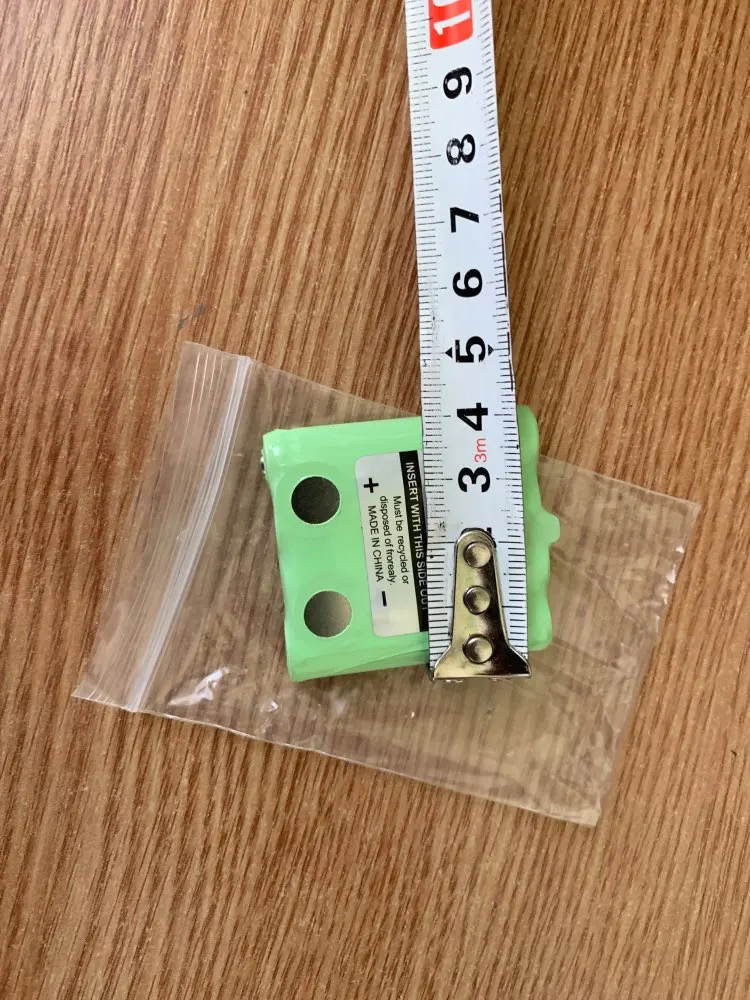 10
9
8
7
6
5
4
3m
3
INSERT WITH THIS SIDE OUT
Must be recycled or
disposed of frorealy.
MADE IN CHINA
+ −